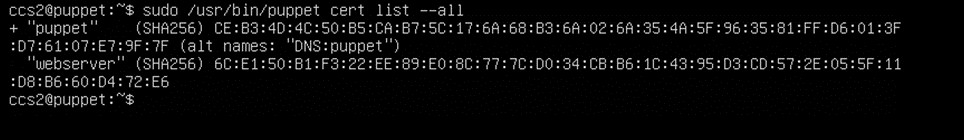 ccs2@puppet:~$ sudo /usr/bin/puppet cert list --all
+ "puppet"    (SHA256) CE:B3:4D:4C:50:B5:CA:B7:5C:17:6A:68:B3:6A:02:6A:35:4A:5F:96:35:81:FF:D6:01:3F
:D7:61:07:E7:9F:7F (alt names: "DNS:puppet")
  "webserver" (SHA256) 6C:E1:50:B1:F3:22:EE:89:E0:8C:77:7C:D0:34:CB:B6:1C:43:95:D3:CD:57:2E:05:5F:11
:D8:B6:60:D4:72:E6
ccs2@puppet:~$